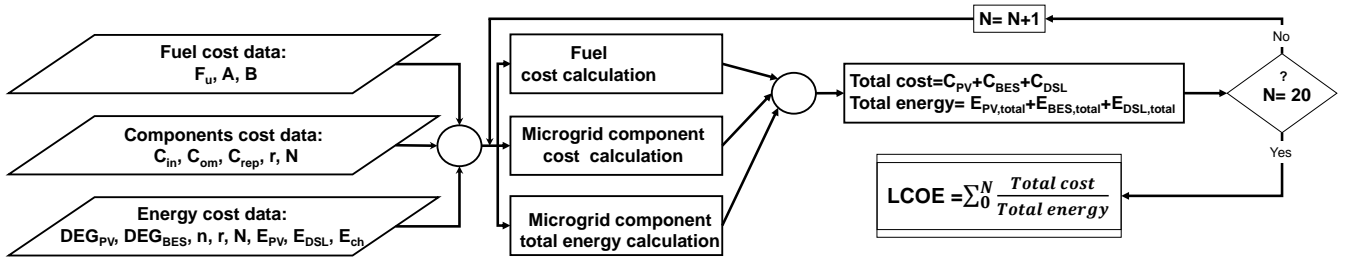 Fuel cost data:
F_u, A, B
Components cost data:
C_in, C_om, C_rep, r, N
Energy cost data:
DEG_PV, DEG_BES, n, r, N, E_PV, E_DSL, E_ch
Fuel
cost calculation
Microgrid component
cost calculation
Microgrid component
total energy calculation
N= N+1
Total cost=C_PV+C_BES+C_DSL
Total energy= E_PV,total+E_BES,total+E_DSL,total
No
?
N= 20
Yes
LCOE =∑_0^N Total cost/Total energy